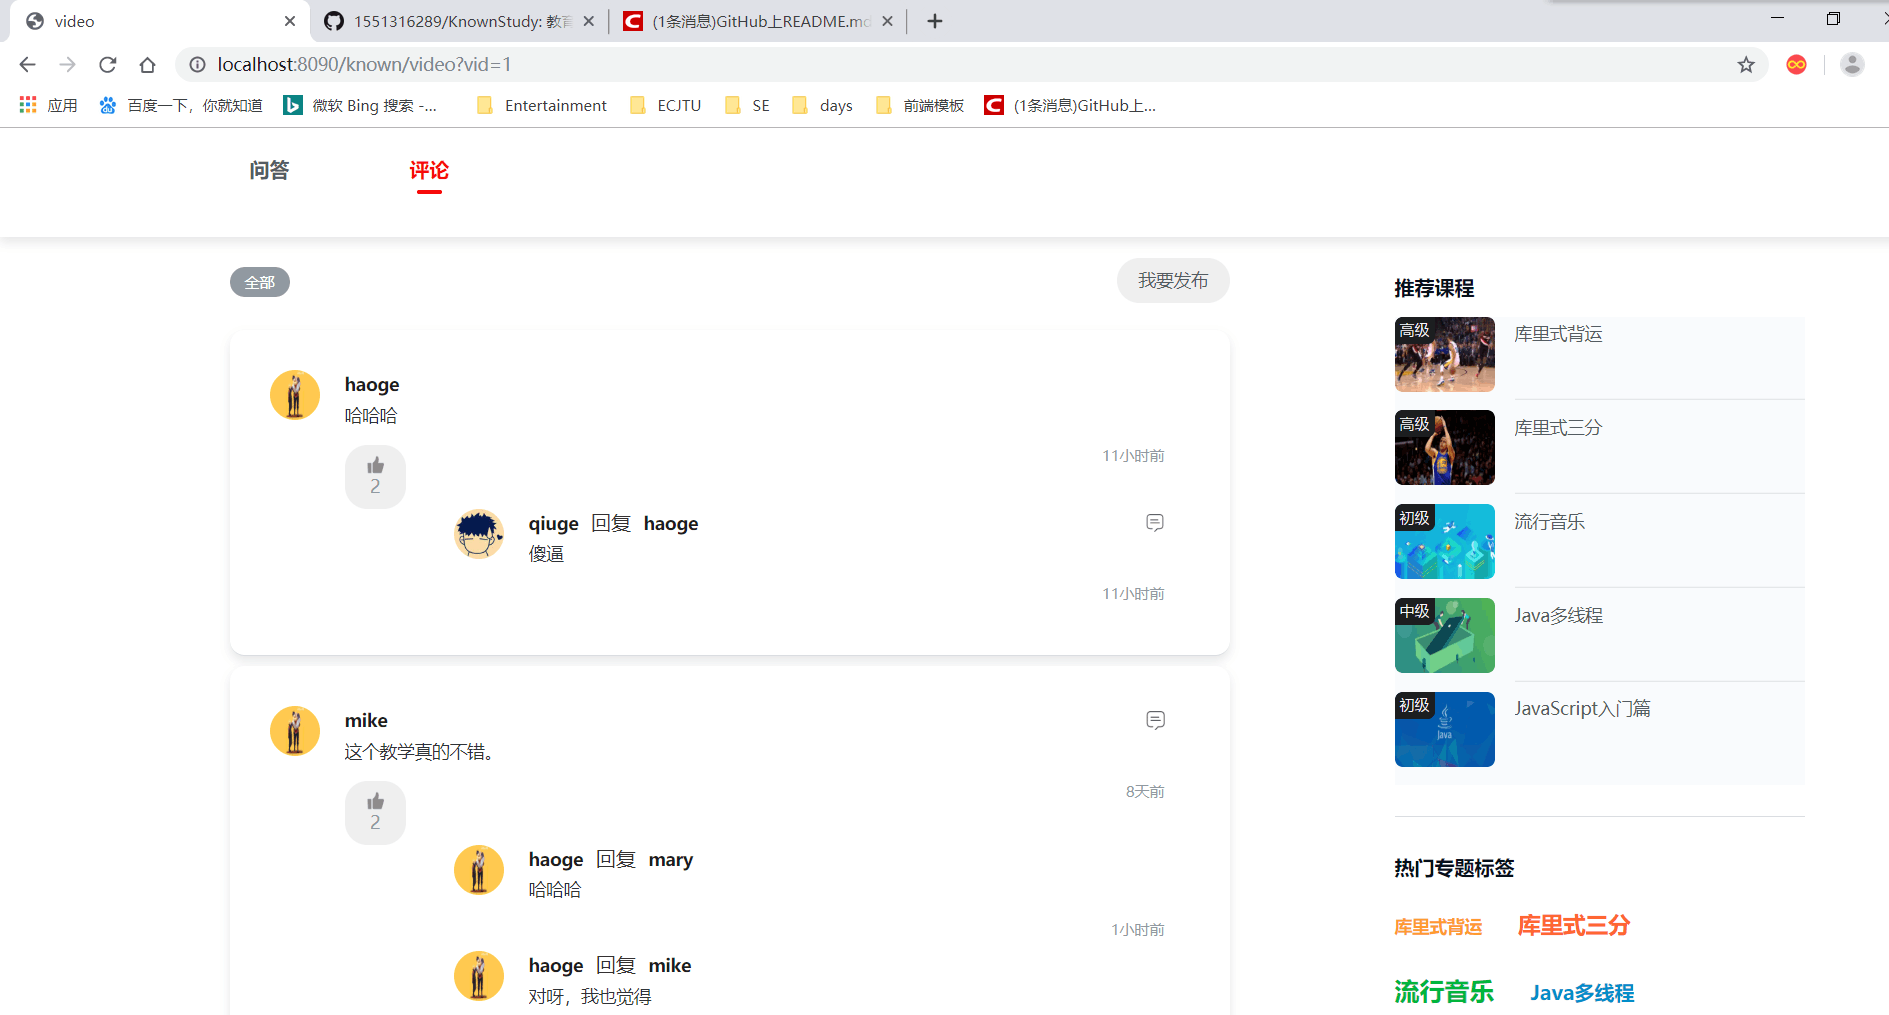 video
1551316289/KnownStudy: 教育
(1条消息)GitHub上README.md
localhost:8090/known/video?vid=1
应用
百度一下，你就知道
微软 Bing 搜索 -...
Entertainment
ECJTU
SE
days
前端模板
(1条消息)GitHub上...
问答
评论
全部
我要发布
haoge
哈哈哈
11小时前
2
qiuge 回复 haoge
傻逼
11小时前
mike
这个教学真的不错。
8天前
2
haoge 回复 mary
哈哈哈
1小时前
haoge 回复 mike
对呀，我也觉得
推荐课程
高级
库里式背运
高级
库里式三分
初级
流行音乐
中级
Java多线程
初级
Java
JavaScript入门篇
热门专题标签
库里式背运
库里式三分
流行音乐
Java多线程